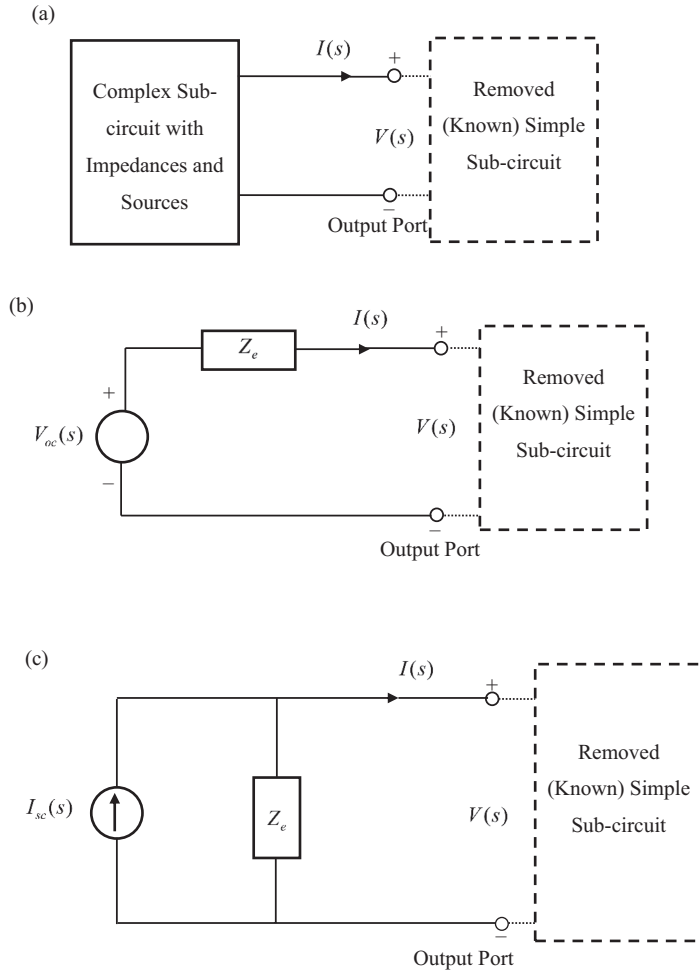 (a)
I(s)
+
Complex Sub-
circuit with
Impedances and
Sources
V(s)
Removed
(Known) Simple
Sub-circuit
−
Output Port
(b)
I(s)
+
Z_e
+
V_oc(s)
−
V(s)
Removed
(Known) Simple
Sub-circuit
−
Output Port
(c)
I(s)
+
I_sc(s)
Z_e
V(s)
Removed
(Known) Simple
Sub-circuit
−
Output Port